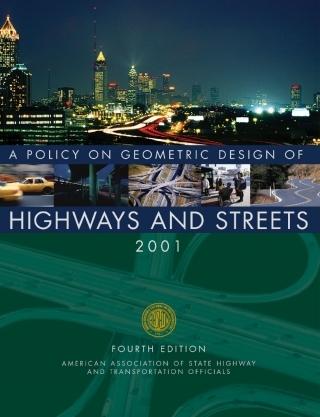 A POLICY ON GEOMETRIC DESIGN OF
HIGHWAYS AND STREETS
2001
FOURTH EDITION
AMERICAN ASSOCIATION OF STATE HIGHWAY
AND TRANSPORTATION OFFICIALS